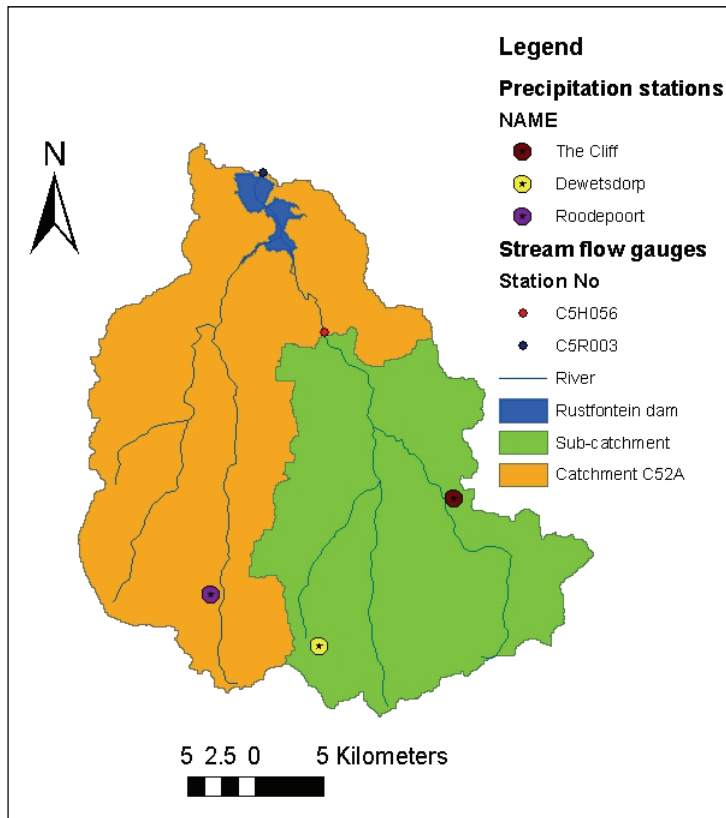 Legend
Precipitation stations
NAME
The Cliff
Dewetsdorp
Roodepoort
Stream flow gauges
Station No
C5H056
C5R003
River
Rustfontein dam
Sub-catchment
Catchment C52A
N
5 2.5 0 5 Kilometers